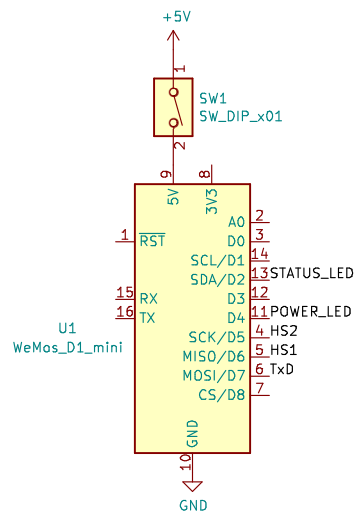 +5V
1
SW1
SW_DIP_x01
2
9
8
5V
3V3
A0
2
1
RST
D0
3
SCL/D1
14
SDA/D2
13
STATUS_LED
15
RX
D3
12
16
TX
D4
11
POWER_LED
U1
WeMos_D1_mini
SCK/D5
4
HS2
MISO/D6
5
HS1
MOSI/D7
6
TxD
CS/D8
7
GND
10
GND